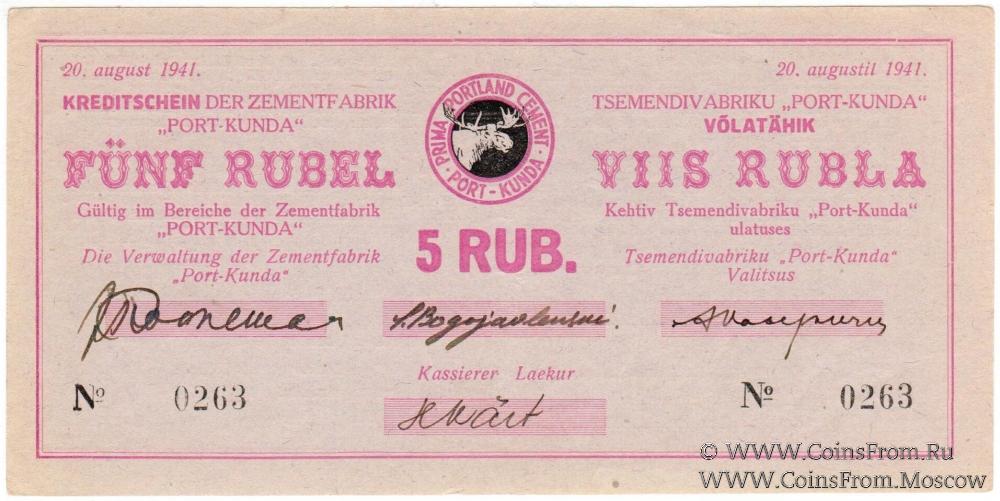 20. august 1941.
KREDITSCHEIN DER ZEMENTFABRIK
„PORT-KUNDA"
FÜNF RUBEL
Gültig im Bereiche der Zementfabrik
„PORT-KUNDA"
Die Verwaltung der Zementfabrik
„Port-Kunda"
PRIMA PORTLAND CEMENT
· PORT - KUNDA ·
5 RUB.
20. augustil 1941.
TSEMENDIVABRIKU „PORT-KUNDA"
VÕLATÄHIK
VIIS RUBLA
Kehtiv Tsemendivabriku „Port-Kunda"
ulatuses
Tsemendivabriku „Port-Kunda"
Valitsus
Bogojavlenski.
Kassierer Laekur
№ 0263
№ 0263
© WWW.CoinsFrom.Ru
WWW.CoinsFrom.Moscow